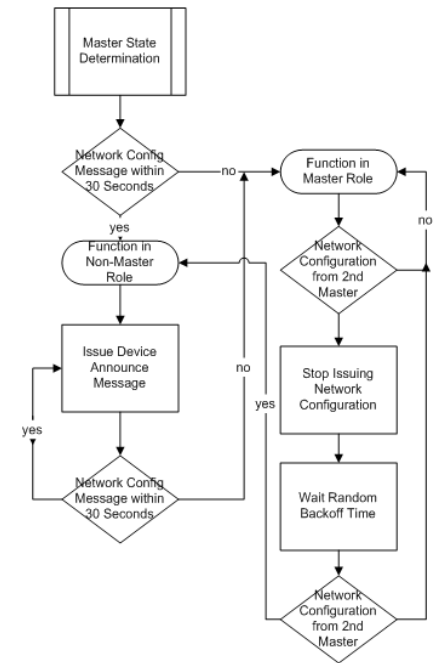 Master State
Determination
Network Config
Message within
30 Seconds
no
yes
Function in
Non-Master
Role
Issue Device
Announce
Message
yes
Network Config
Message within
30 Seconds
no
Function in
Master Role
no
Network
Configuration
from 2nd
Master
Stop Issuing
Network
Configuration
yes
Wait Random
Backoff Time
Network
Configuration
from 2nd
Master